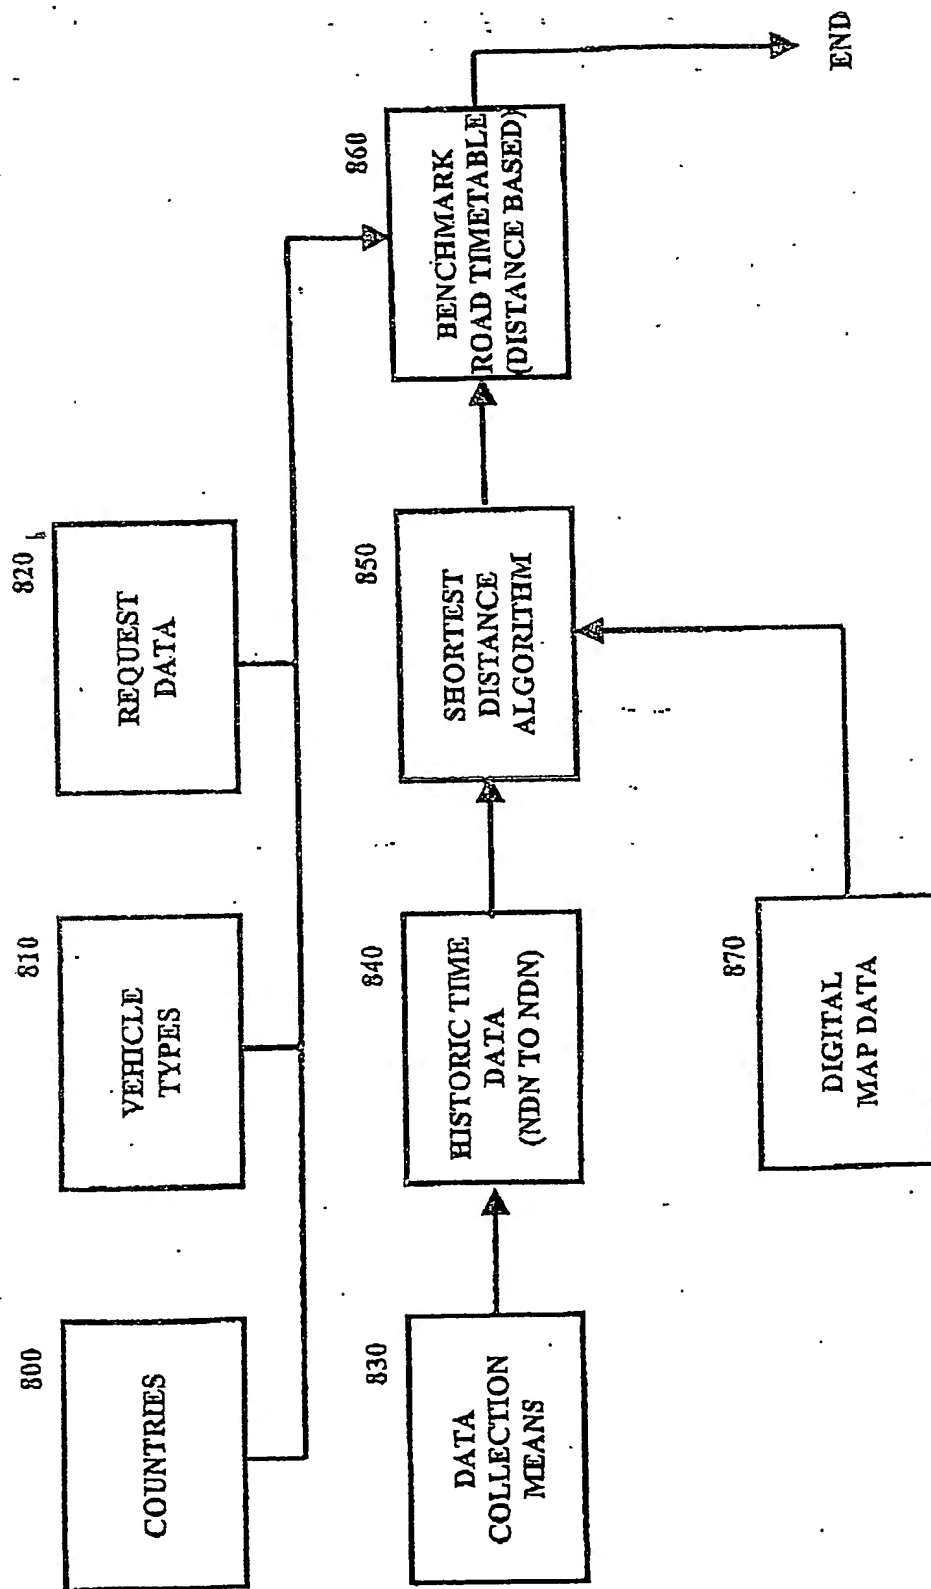 800
COUNTRIES
810
VEHICLE
TYPES
820
REQUEST
DATA
830
DATA
COLLECTION
MEANS
840
HISTORIC TIME
DATA
(NDN TO NDN)
850
SHORTEST
DISTANCE
ALGORITHM
860
BENCHMARK
ROAD TIMETABLE
(DISTANCE BASED)
END
870
DIGITAL
MAP DATA